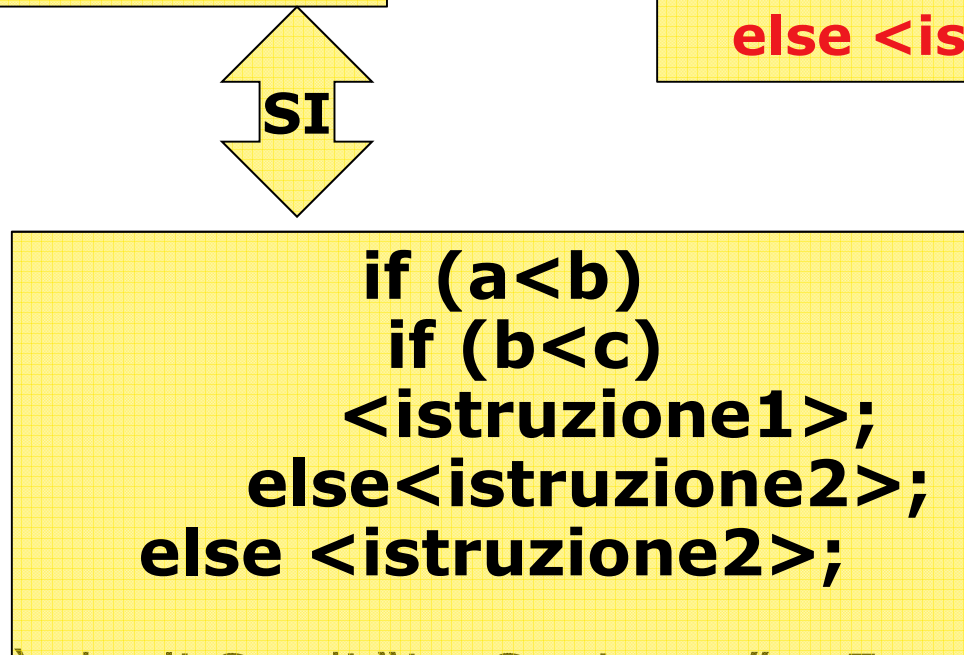 else <is
SI
if (a<b)
if (b<c)
<istruzione1>;
else<istruzione2>;
else <istruzione2>;